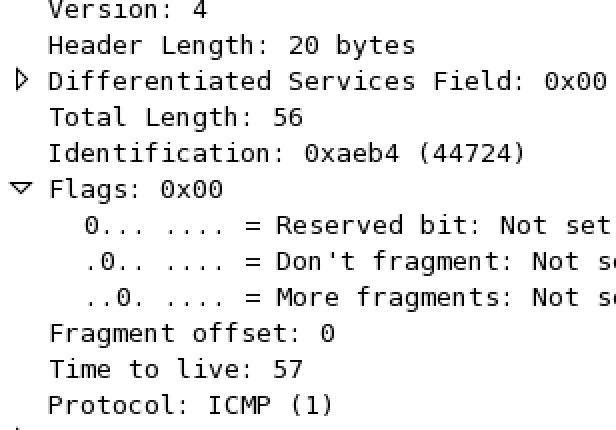 Version: 4
Header Length: 20 bytes
Differentiated Services Field: 0x00
Total Length: 56
Identification: 0xaeb4 (44724)
Flags: 0x00
0... .... = Reserved bit: Not set
.0.. .... = Don't fragment: Not
..0. .... = More fragments: Not
Fragment offset: 0
Time to live: 57
Protocol: ICMP (1)